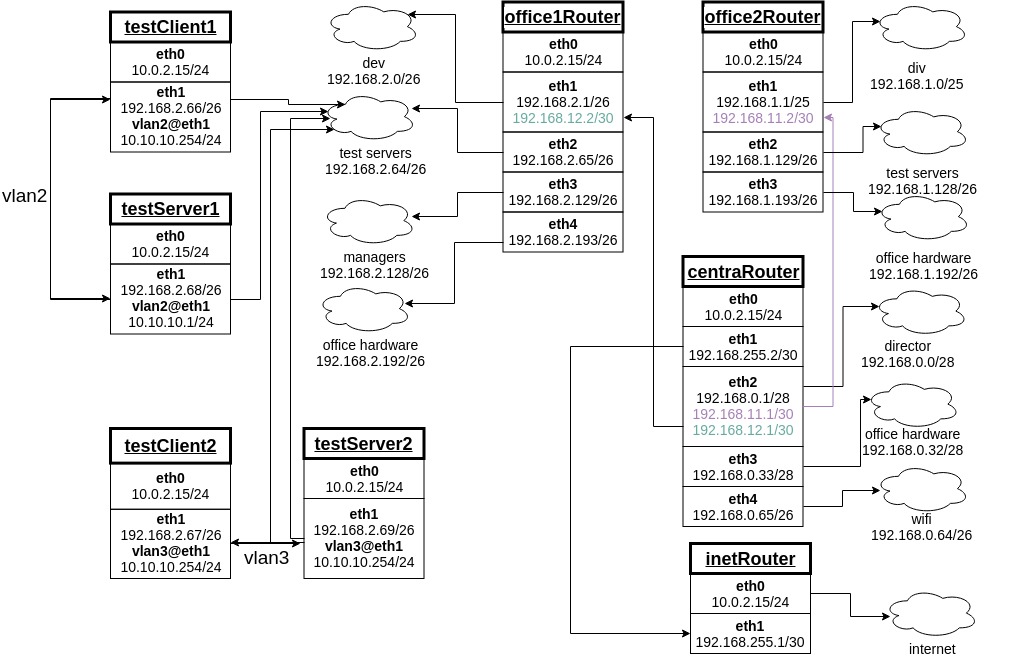 testClient1
eth0
10.0.2.15/24
eth1
192.168.2.66/26
vlan2@eth1
10.10.10.254/24
vlan2
testServer1
eth0
10.0.2.15/24
eth1
192.168.2.68/26
vlan2@eth1
10.10.10.1/24
testClient2
eth0
10.0.2.15/24
eth1
192.168.2.67/26
vlan3@eth1
10.10.10.254/24
vlan3
testServer2
eth0
10.0.2.15/24
eth1
192.168.2.69/26
vlan3@eth1
10.10.10.254/24
dev
192.168.2.0/26
test servers
192.168.2.64/26
managers
192.168.2.128/26
office hardware
192.168.2.192/26
office1Router
eth0
10.0.2.15/24
eth1
192.168.2.1/26
192.168.12.2/30
eth2
192.168.2.65/26
eth3
192.168.2.129/26
eth4
192.168.2.193/26
office2Router
eth0
10.0.2.15/24
eth1
192.168.1.1/25
192.168.11.2/30
eth2
192.168.1.129/26
eth3
192.168.1.193/26
div
192.168.1.0/25
test servers
192.168.1.128/26
office hardware
192.168.1.192/26
centraRouter
eth0
10.0.2.15/24
eth1
192.168.255.2/30
eth2
192.168.0.1/28
192.168.11.1/30
192.168.12.1/30
eth3
192.168.0.33/28
eth4
192.168.0.65/26
director
192.168.0.0/28
office hardware
192.168.0.32/28
wifi
192.168.0.64/26
inetRouter
eth0
10.0.2.15/24
eth1
192.168.255.1/30
internet